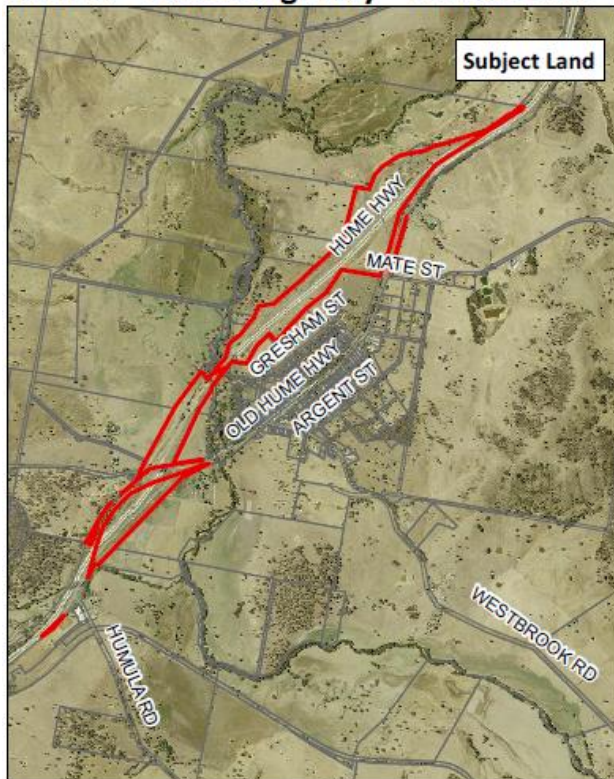 Subject Land
HUME HWY
MATE ST
GRESHAM ST
OLD HUME HWY
ARGENT ST
WESTBROOK RD
HUMULA RD